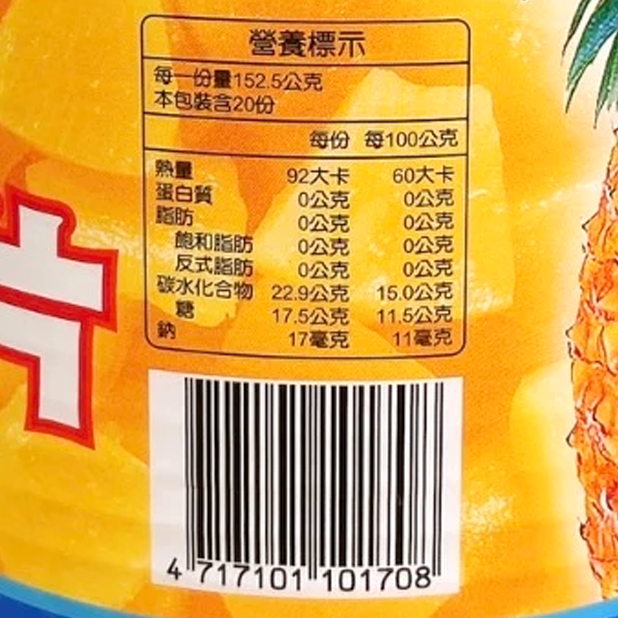 營養標示
每一份量152.5公克
本包裝含20份
每份 每100公克
熱量 92大卡 60大卡
蛋白質 0公克 0公克
脂肪 0公克 0公克
飽和脂肪 0公克 0公克
反式脂肪 0公克 0公克
碳水化合物 22.9公克 15.0公克
糖 17.5公克 11.5公克
鈉 17毫克 11毫克
片
4 717101 101708